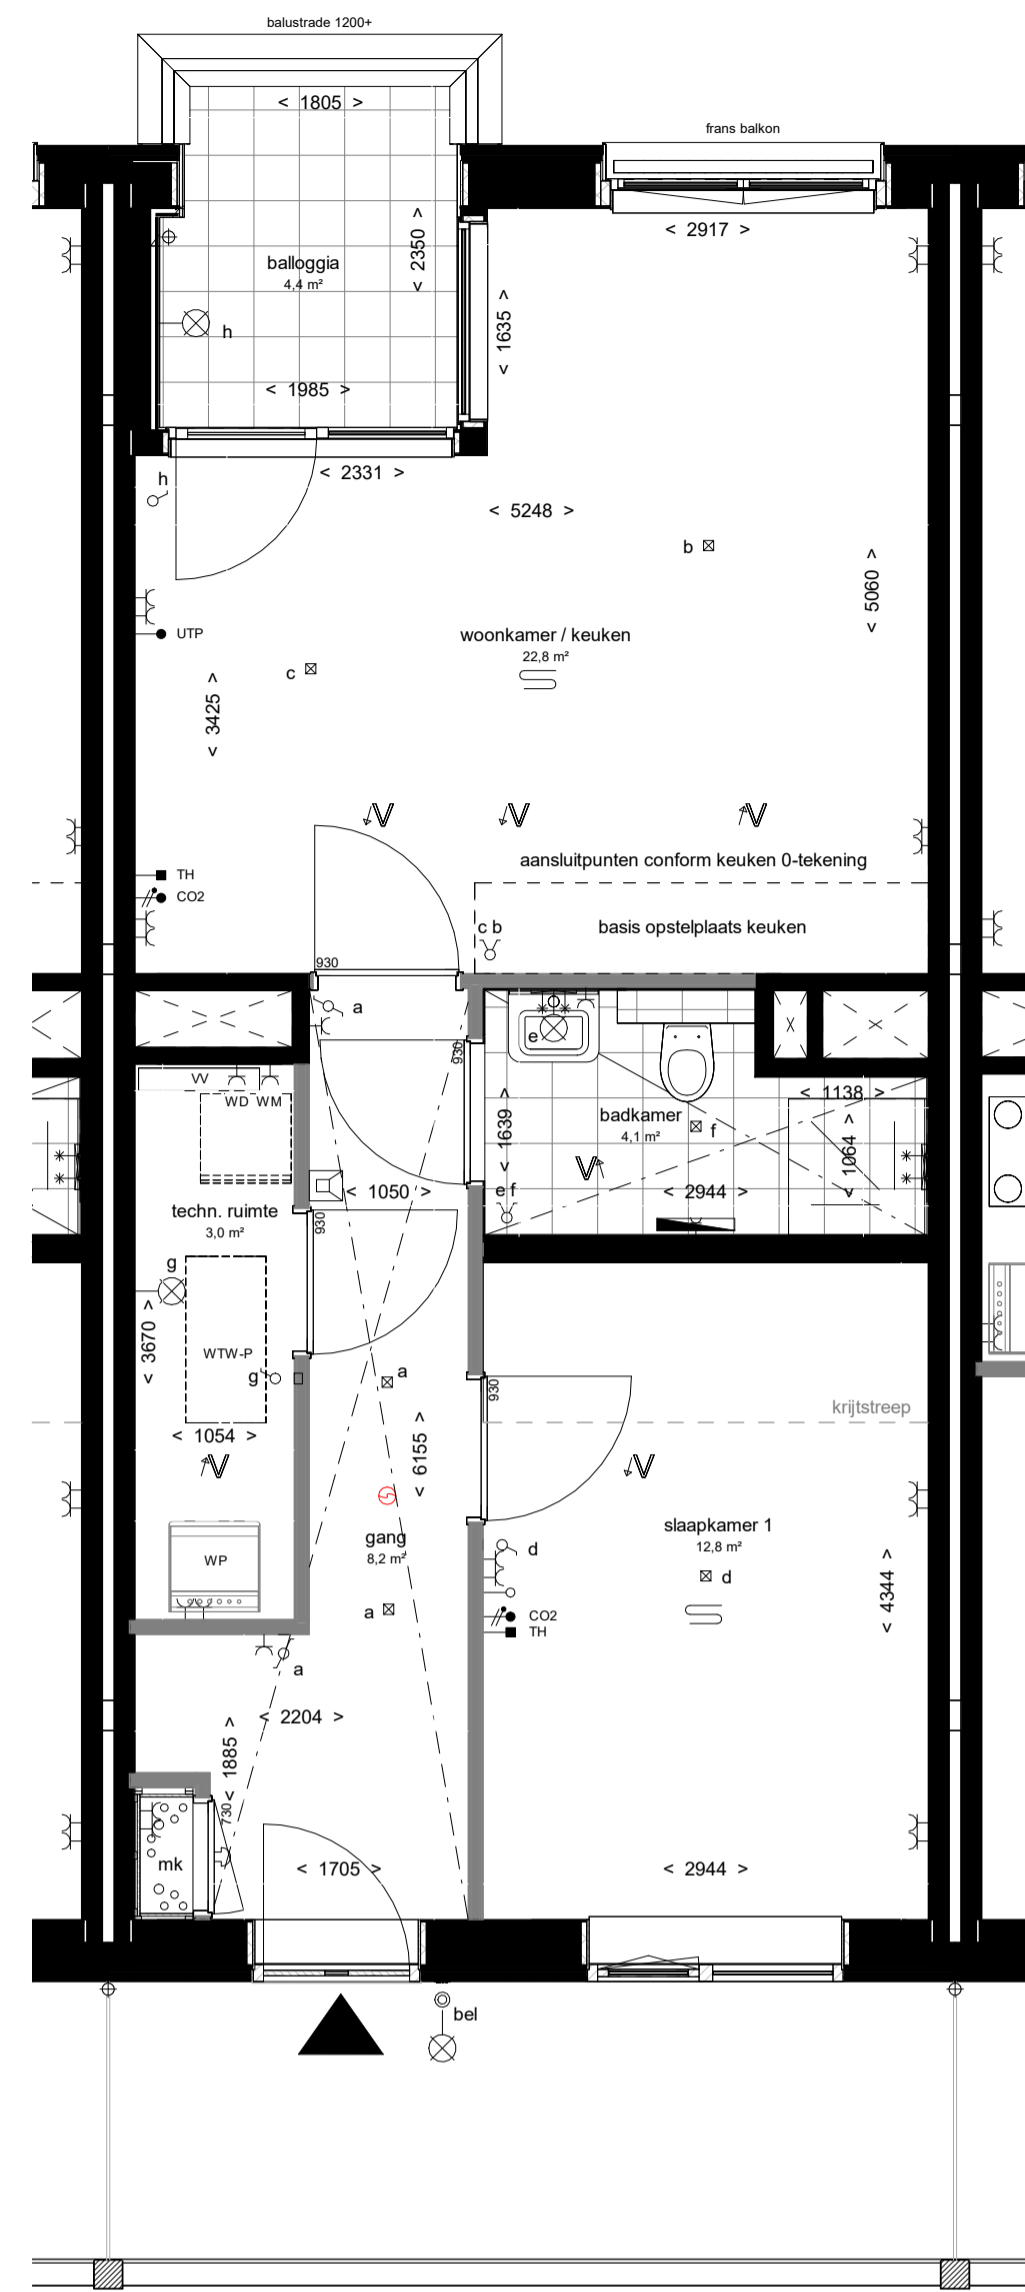 balustrade 1200+
< 1805 >
frans balkon
< 2917 >
< 2350 >
balloggia
4,4 m²
< 1635 >
h
< 1985 >
< 2331 >
h
< 5248 >
b
< 5060 >
UTP
woonkamer / keuken
22,8 m²
c
< 3425 >
V
V
V
aansluitpunten conform keuken 0-tekening
TH
CO2
basis opstelplaats keuken
c b
930
a
e
930
VV
WD WM
< 1138 >
badkamer
4,1 m²
f
< 1639 >
< 1064 >
V
< 1050 >
< 2944 >
e f
techn. ruimte
3,0 m²
930
g
< 3670 >
WTW-P
g
a
930
krijtstreep
< 1054 >
< 6155 >
V
V
slaapkamer 1
12,8 m²
gang
8,2 m²
d
WP
d
< 4344 >
a
CO2
TH
a
< 2204 >
< 1885 >
730
mk
< 1705 >
< 2944 >
bel